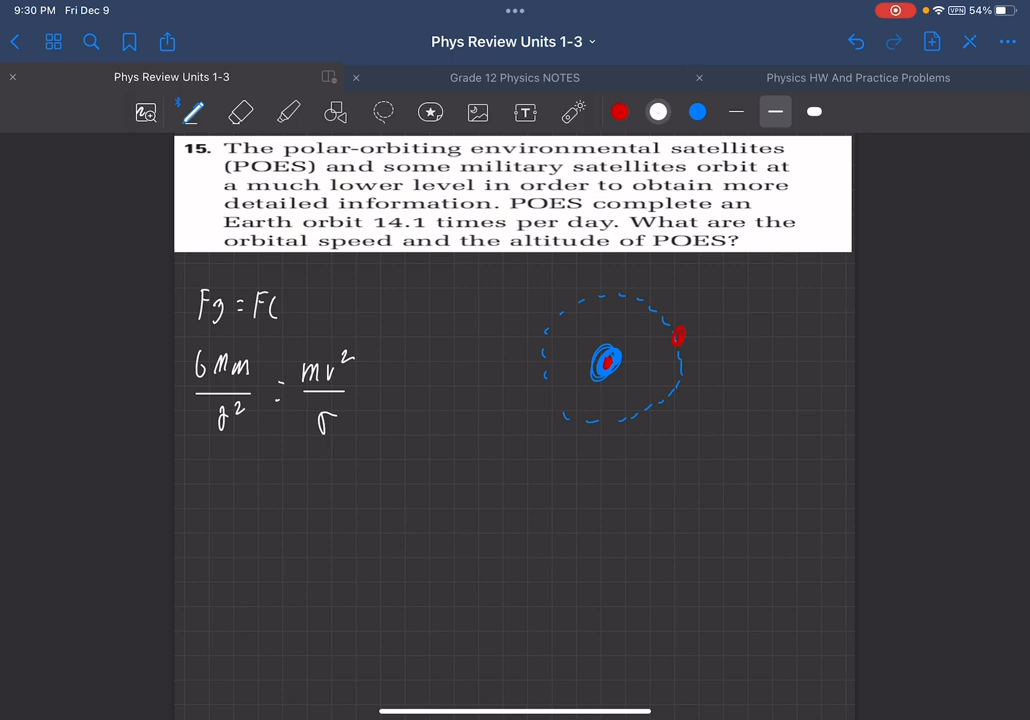 9:30 PM Fri Dec 9
VPN 54%
Phys Review Units 1-3
Phys Review Units 1-3
Grade 12 Physics NOTES
Physics HW And Practice Problems
15. The polar-orbiting environmental satellites
(POES) and some military satellites orbit at
a much lower level in order to obtain more
detailed information. POES complete an
Earth orbit 14.1 times per day. What are the
orbital speed and the altitude of POES?
Fg = FC
GMm / r² = mv² / r